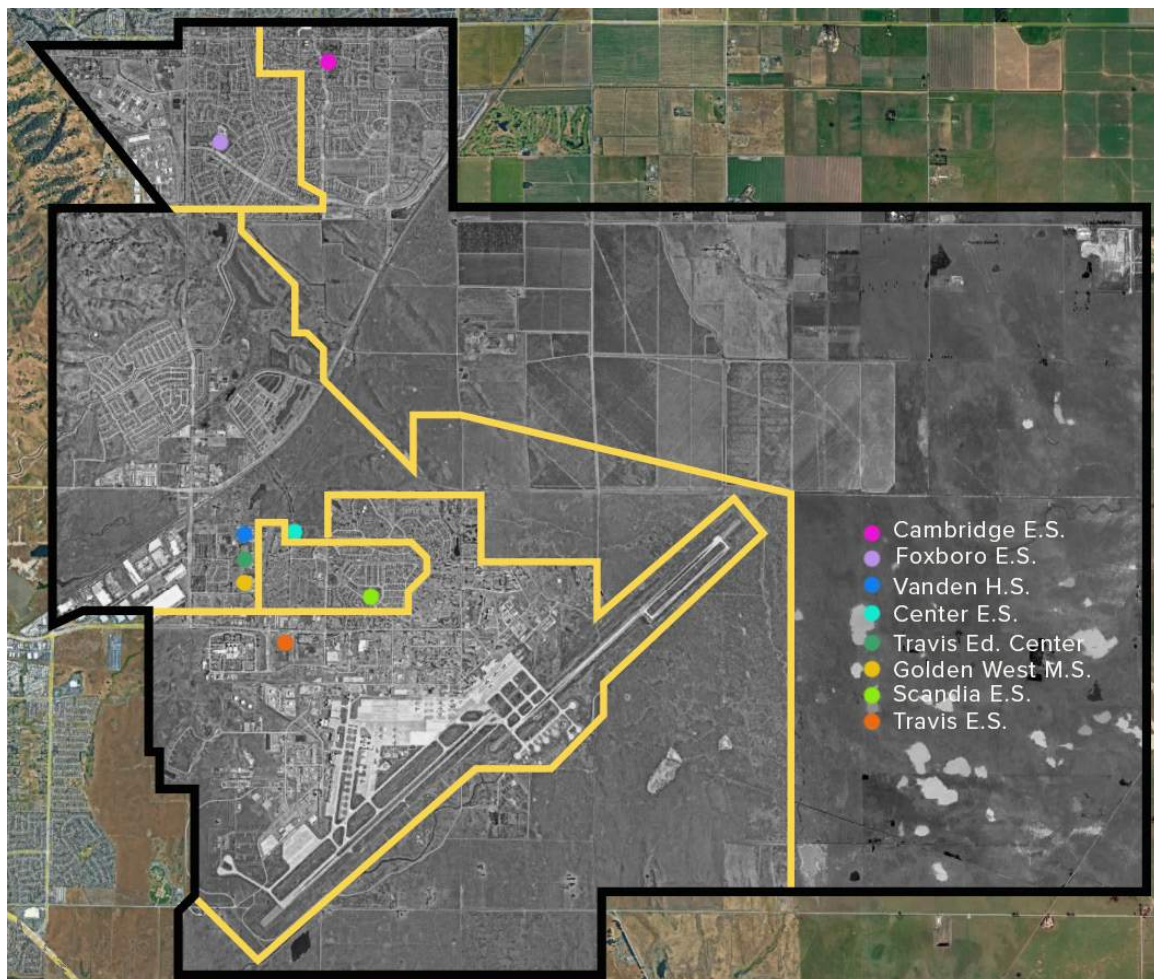 Cambridge E.S.
Foxboro E.S.
Vanden H.S.
Center E.S.
Travis Ed. Center
Golden West M.S.
Scandia E.S.
Travis E.S.